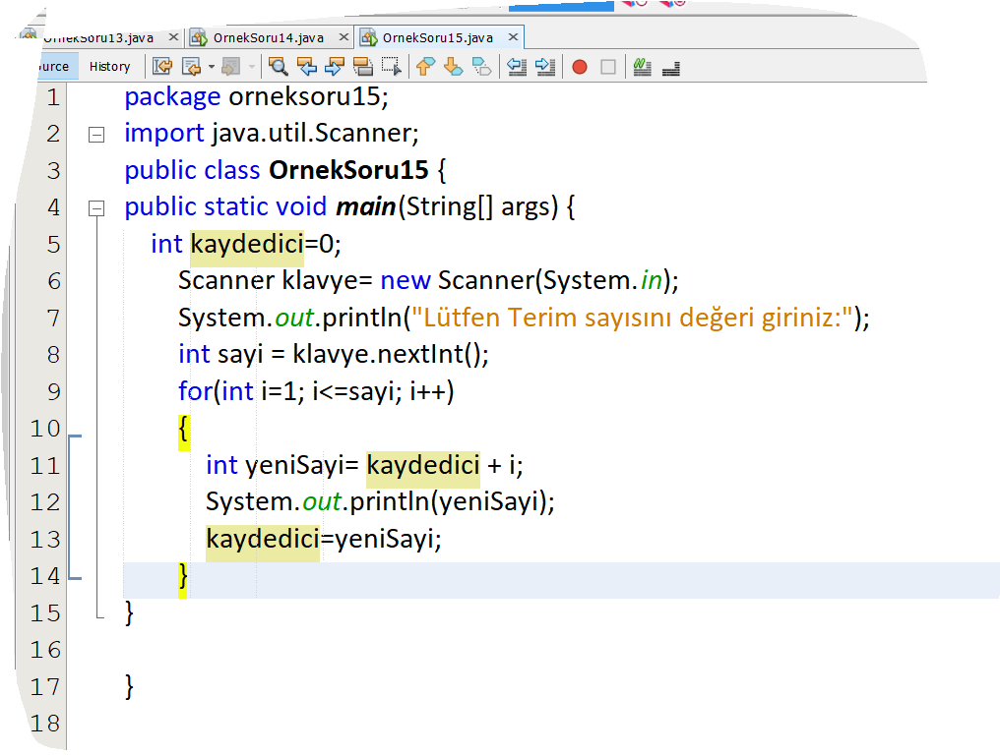 OrnekSoru13.java × OrnekSoru14.java × OrnekSoru15.java ×
History
1 package orneksoru15;
2 import java.util.Scanner;
3 public class OrnekSoru15 {
4 public static void main(String[] args) {
5 int kaydedici=0;
6 Scanner klavye= new Scanner(System.in);
7 System.out.println("Lütfen Terim sayısını değeri giriniz:");
8 int sayi = klavye.nextInt();
9 for(int i=1; i<=sayi; i++)
10 {
11 int yeniSayi= kaydedici + i;
12 System.out.println(yeniSayi);
13 kaydedici=yeniSayi;
14 }
15 }
16
17 }
18